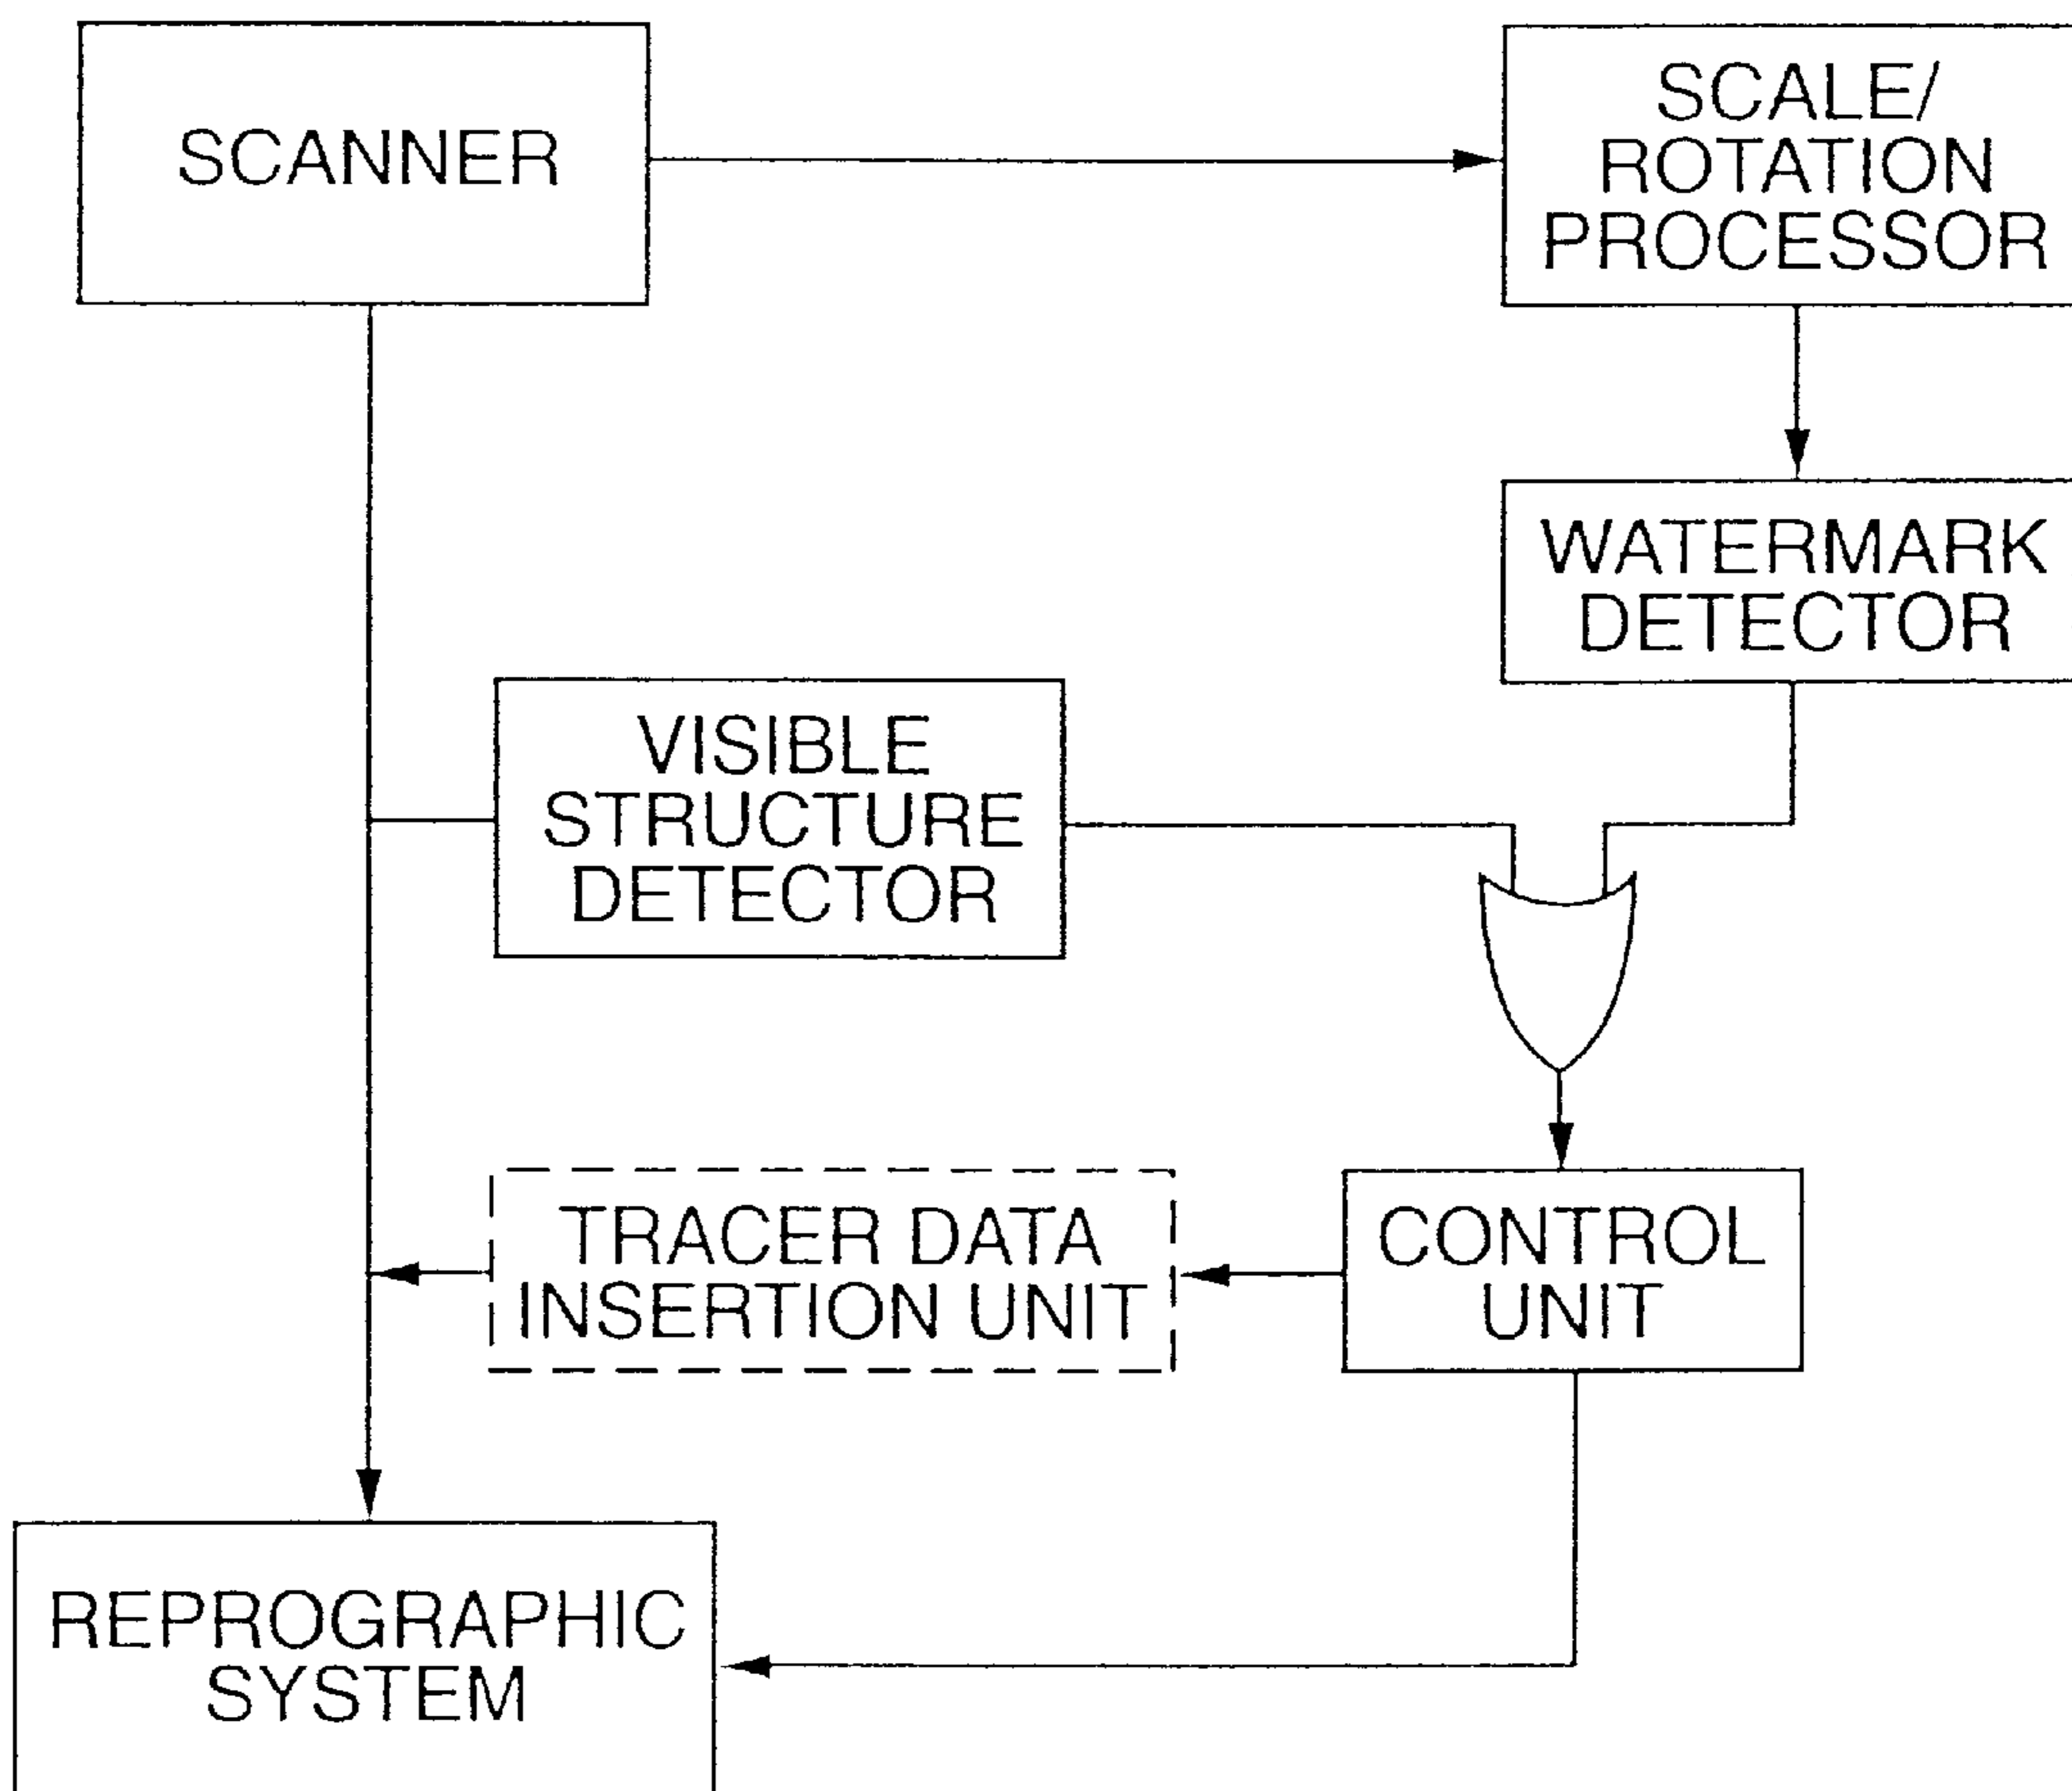 SCANNER
SCALE/
ROTATION
PROCESSOR
WATERMARK
DETECTOR
VISIBLE
STRUCTURE
DETECTOR
TRACER DATA
INSERTION UNIT
CONTROL
UNIT
REPROGRAPHIC
SYSTEM